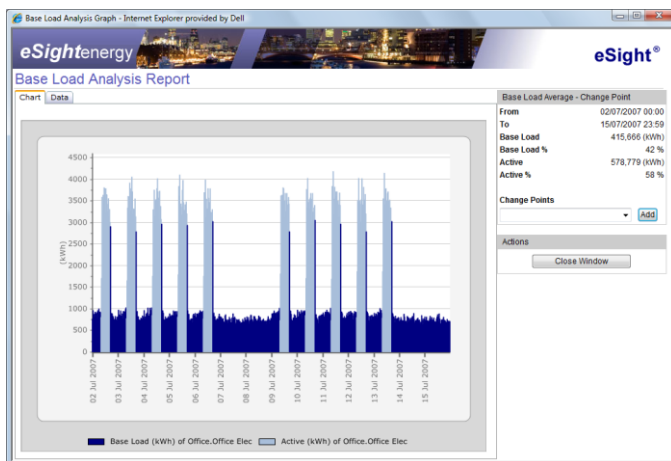 Base Load Analysis Graph - Internet Explorer provided by Dell
eSightenergy
eSight®
Base Load Analysis Report
Chart
Data
4500
4000
3500
3000
2500
2000
1500
1000
500
0
(kWh)
02 Jul 2007
03 Jul 2007
04 Jul 2007
05 Jul 2007
06 Jul 2007
07 Jul 2007
08 Jul 2007
09 Jul 2007
10 Jul 2007
11 Jul 2007
12 Jul 2007
13 Jul 2007
14 Jul 2007
15 Jul 2007
Base Load (kWh) of Office.Office Elec
Active (kWh) of Office.Office Elec
Base Load Average - Change Point
From 02/07/2007 00:00
To 15/07/2007 23:59
Base Load 415,666 (kWh)
Base Load % 42 %
Active 578,779 (kWh)
Active % 58 %
Change Points
Add
Actions
Close Window